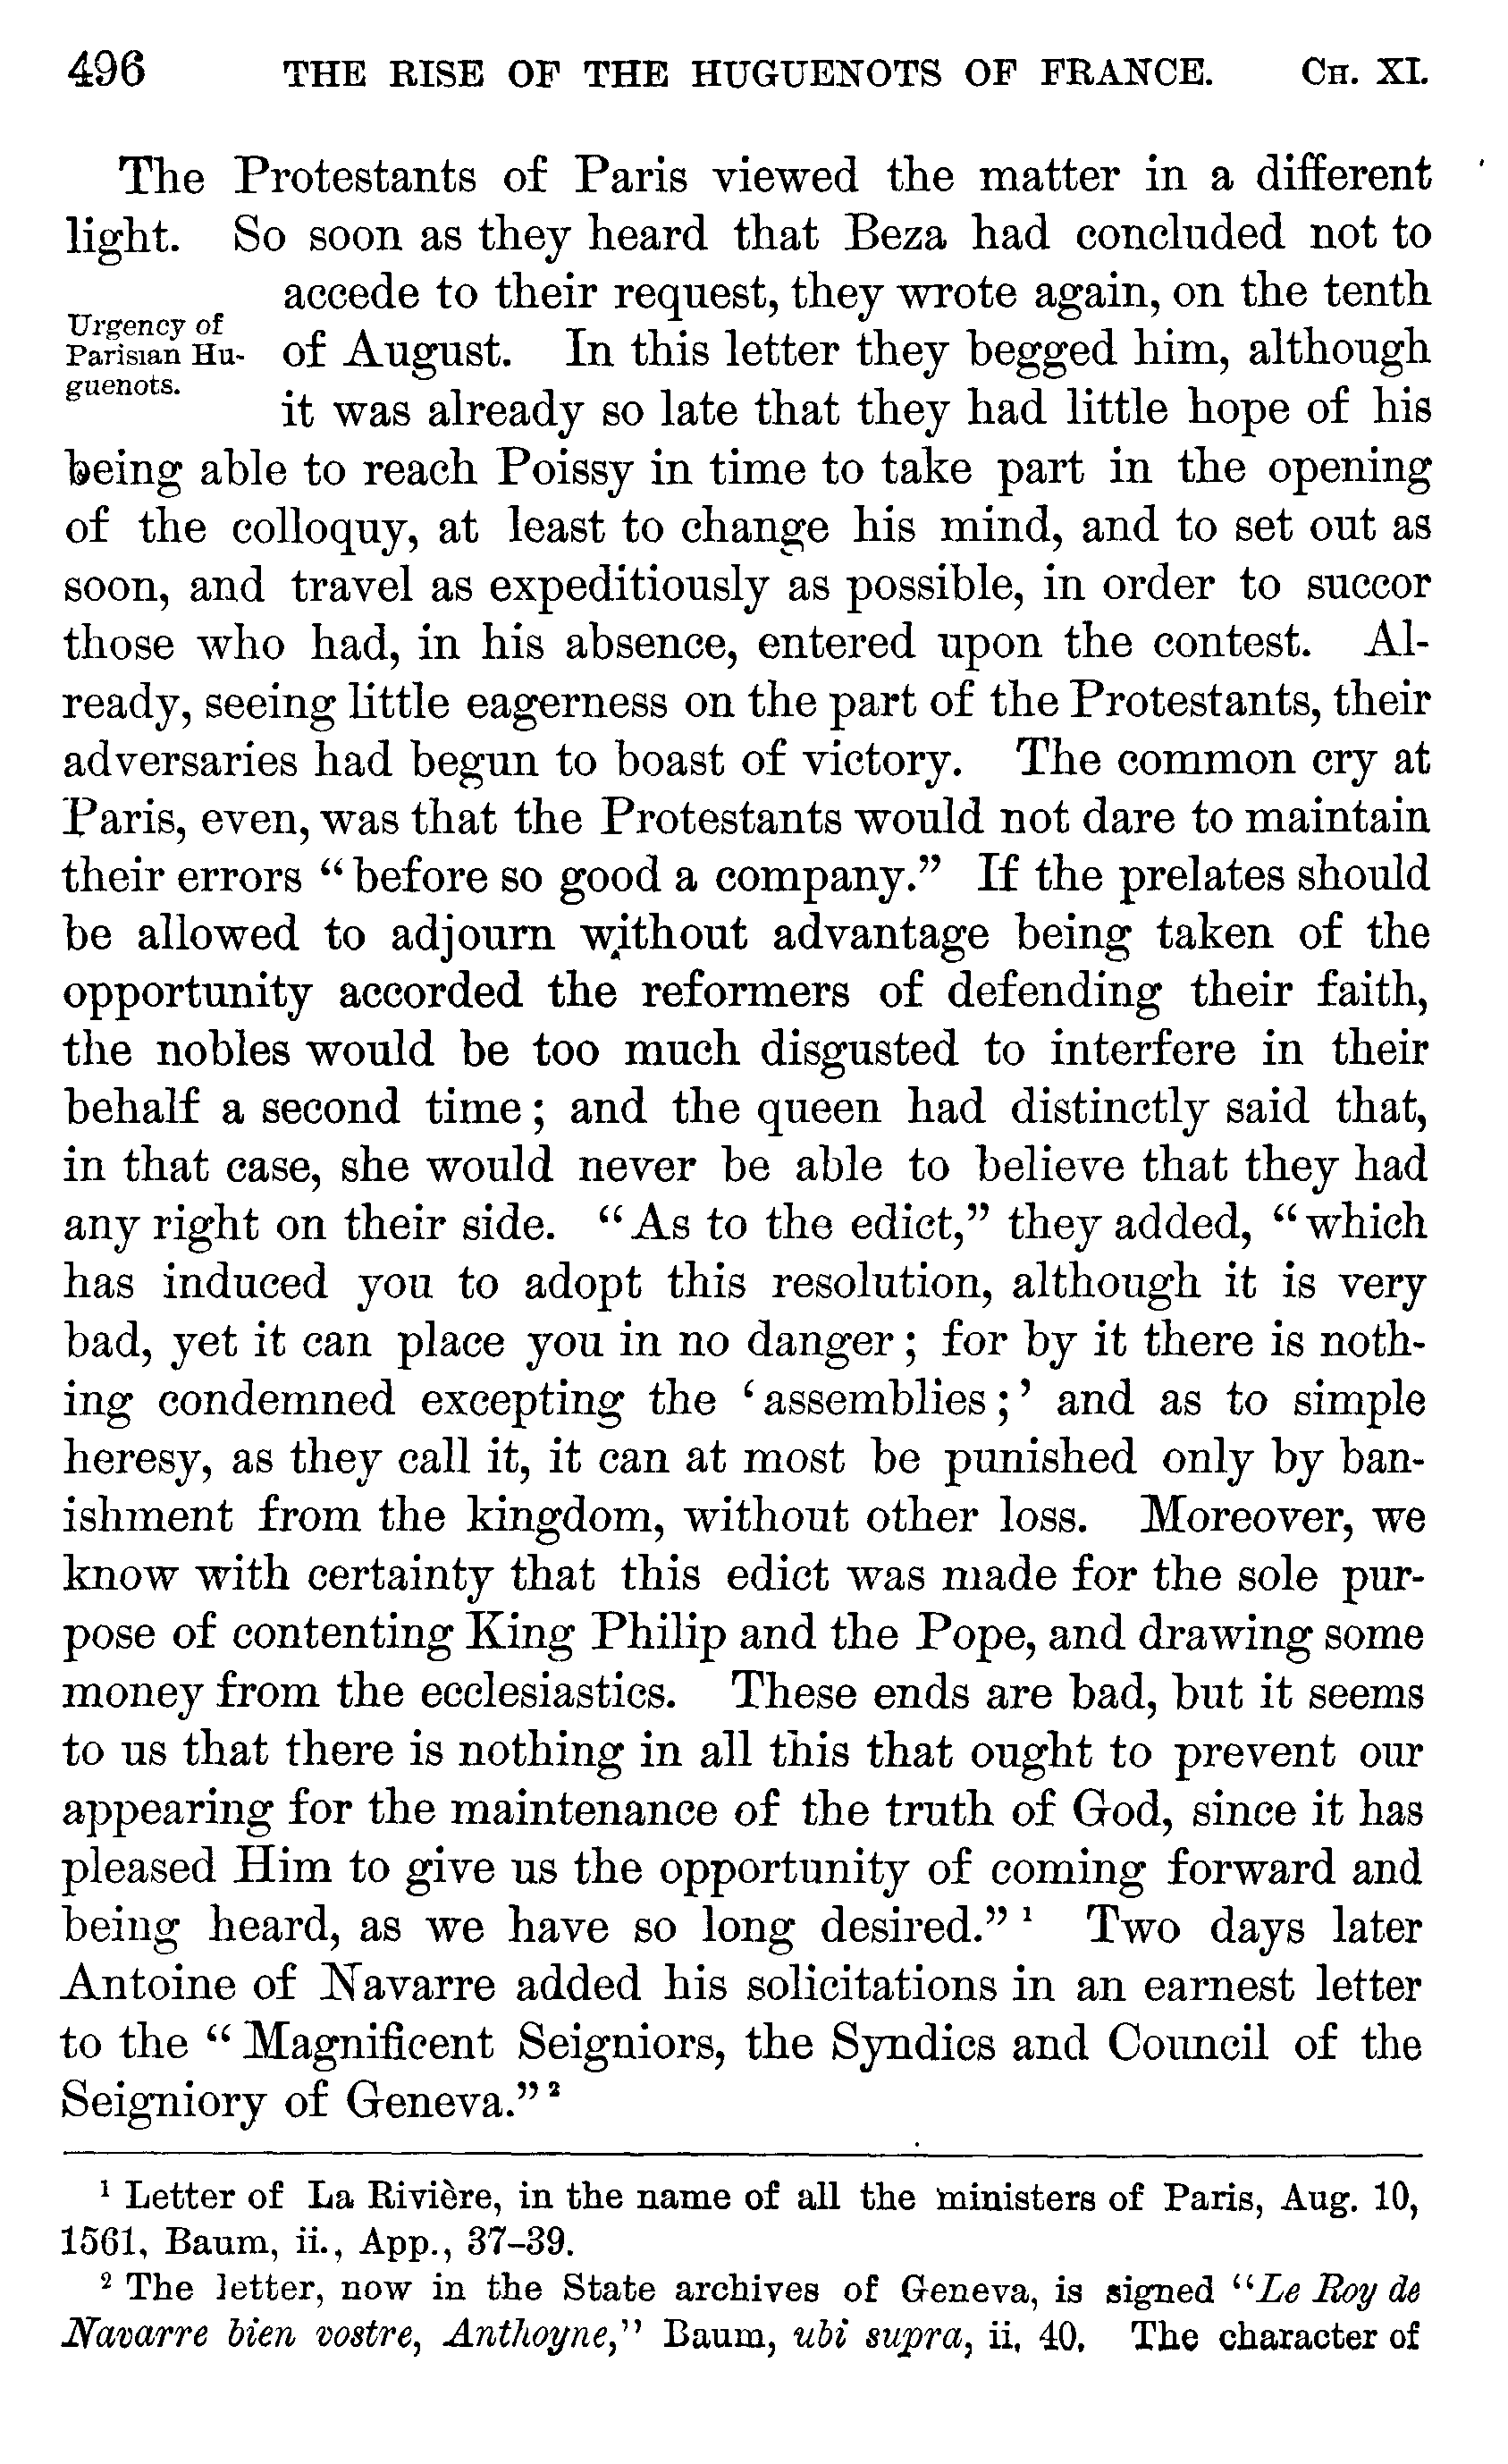 496 THE RISE OF THE HUGUENOTS OF FRANCE. CH. XI.
The Protestants of Paris viewed the matter in a different
light. So soon as they heard that Beza had concluded not to
accede to their request, they wrote again, on the tenth
Urgency of
Parisian Hu-
guenots.
of August. In this letter they begged him, although
it was already so late that they had little hope of his
being able to reach Poissy in time to take part in the opening
of the colloquy, at least to change his mind, and to set out as
soon, and travel as expeditiously as possible, in order to succor
those who had, in his absence, entered upon the contest. Al-
ready, seeing little eagerness on the part of the Protestants, their
adversaries had begun to boast of victory. The common cry at
Paris, even, was that the Protestants would not dare to maintain
their errors “before so good a company.” If the prelates should
be allowed to adjourn without advantage being taken of the
opportunity accorded the reformers of defending their faith,
the nobles would be too much disgusted to interfere in their
behalf a second time; and the queen had distinctly said that,
in that case, she would never be able to believe that they had
any right on their side. “As to the edict,” they added, “which
has induced you to adopt this resolution, although it is very
bad, yet it can place you in no danger; for by it there is noth-
ing condemned excepting the ‘assemblies;’ and as to simple
heresy, as they call it, it can at most be punished only by ban-
ishment from the kingdom, without other loss. Moreover, we
know with certainty that this edict was made for the sole pur-
pose of contenting King Philip and the Pope, and drawing some
money from the ecclesiastics. These ends are bad, but it seems
to us that there is nothing in all this that ought to prevent our
appearing for the maintenance of the truth of God, since it has
pleased Him to give us the opportunity of coming forward and
being heard, as we have so long desired.” ¹ Two days later
Antoine of Navarre added his solicitations in an earnest letter
to the “Magnificent Seigniors, the Syndics and Council of the
Seigniory of Geneva.” ²
¹ Letter of La Rivière, in the name of all the ministers of Paris, Aug. 10,
1561, Baum, ii., App., 37–39.
² The letter, now in the State archives of Geneva, is signed “Le Roy de
Navarre bien vostre, Anthoyne,” Baum, ubi supra, ii, 40. The character of